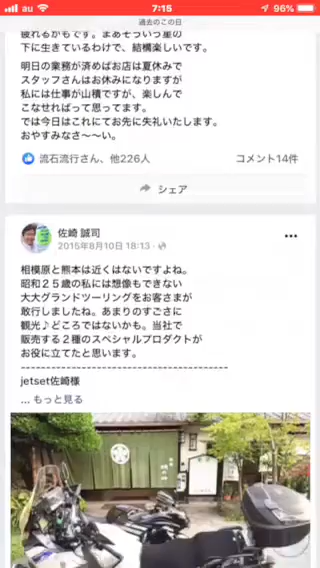 au
7:15
96%
過去のこの日
疲れるかもです。まあそういう星の
下に生きているわけで、結構楽しいです。
明日の業務が済めばお店は夏休みで
スタッフさんはお休みになりますが
私には仕事が山積ですが、楽しんで
こなせればって思ってます。
では今日はこれにてお先に失礼いたします。
おやすみなさ〜〜い。
流石流行さん、他226人
コメント14件
シェア
佐崎 誠司
2015年8月10日 18:13
相模原と熊本は近くはないですよね。
昭和２５歳の私には想像もできない
大大グランドツーリングをお客さまが
敢行しましたね。あまりのすごさに
観光♪どころではないかも。当社で
販売する２種のスペシャルプロダクトが
お役に立てたと思います。
-----------------------------------------
jetset佐崎様
... もっと見る